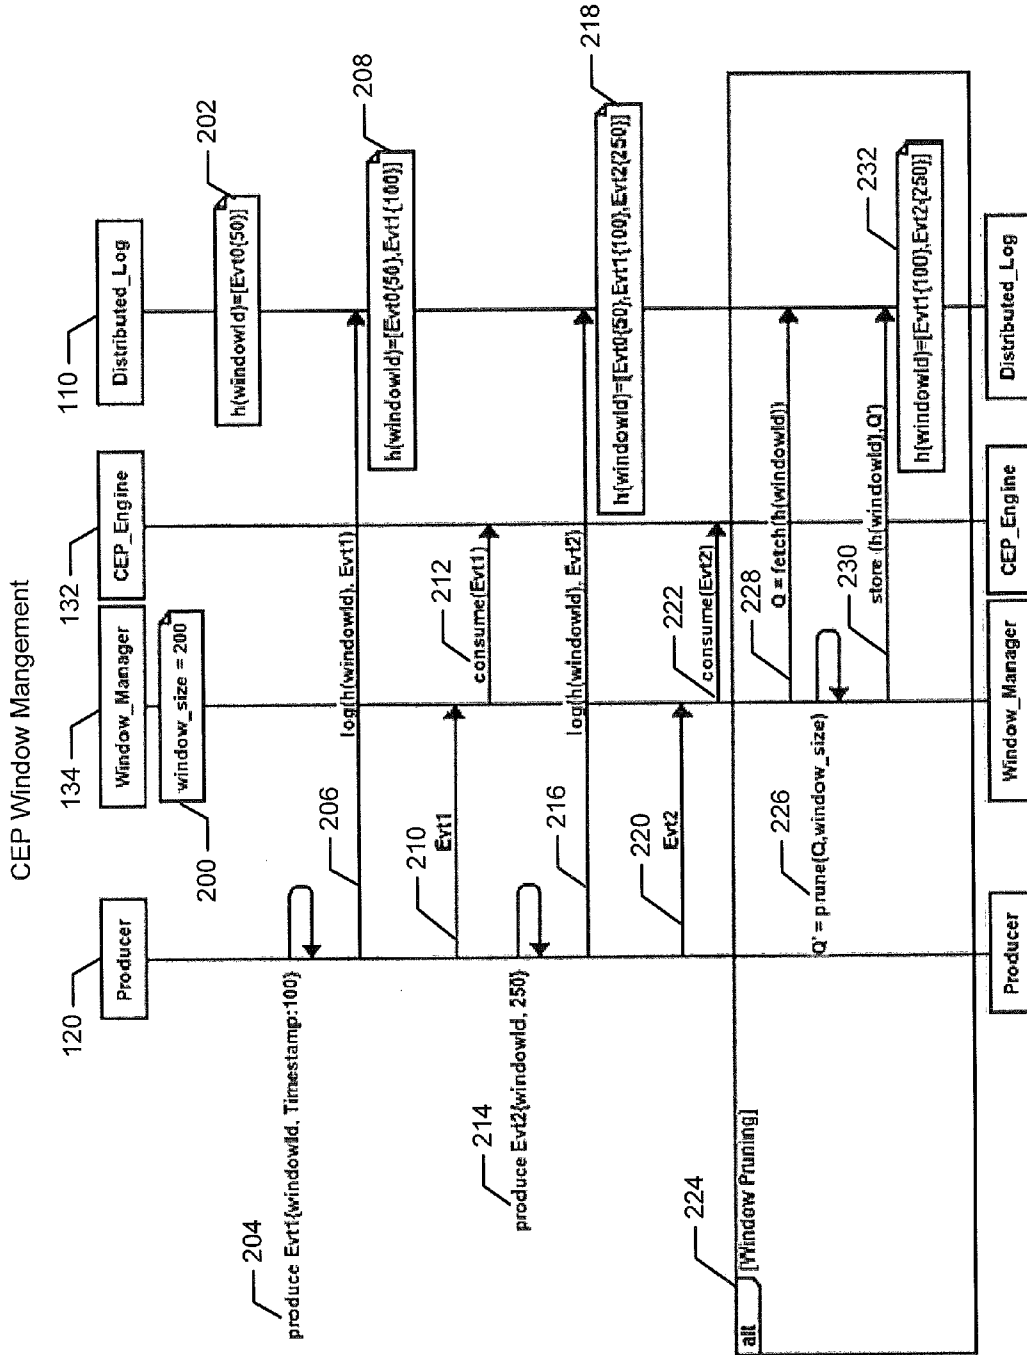 CEP Window Mangement
120
134
132
110
Producer
Window_Manager
CEP_Engine
Distributed_Log
200
window_size = 200
202
h(windowId)=[Evt0{50}]
204
produce Evt1{windowId, Timestamp:100}
206
log(h(windowId), Evt1)
208
h(windowId)=[Evt0{50},Evt1{100}]
210
Evt1
212
consume(Evt1)
214
produce Evt2{windowId, 250}
216
log(h(windowId), Evt2)
218
h(windowId)=[Evt0{50},Evt1{100},Evt2{250}]
220
Evt2
222
consume(Evt2)
224
alt
[Window Pruning]
228
Q = fetch(h(windowId))
226
Q' = prune(Q,window_size)
230
store (h(windowId),Q')
232
h(windowId)=[Evt1{100},Evt2{250}]
Producer
Window_Manager
CEP_Engine
Distributed_Log